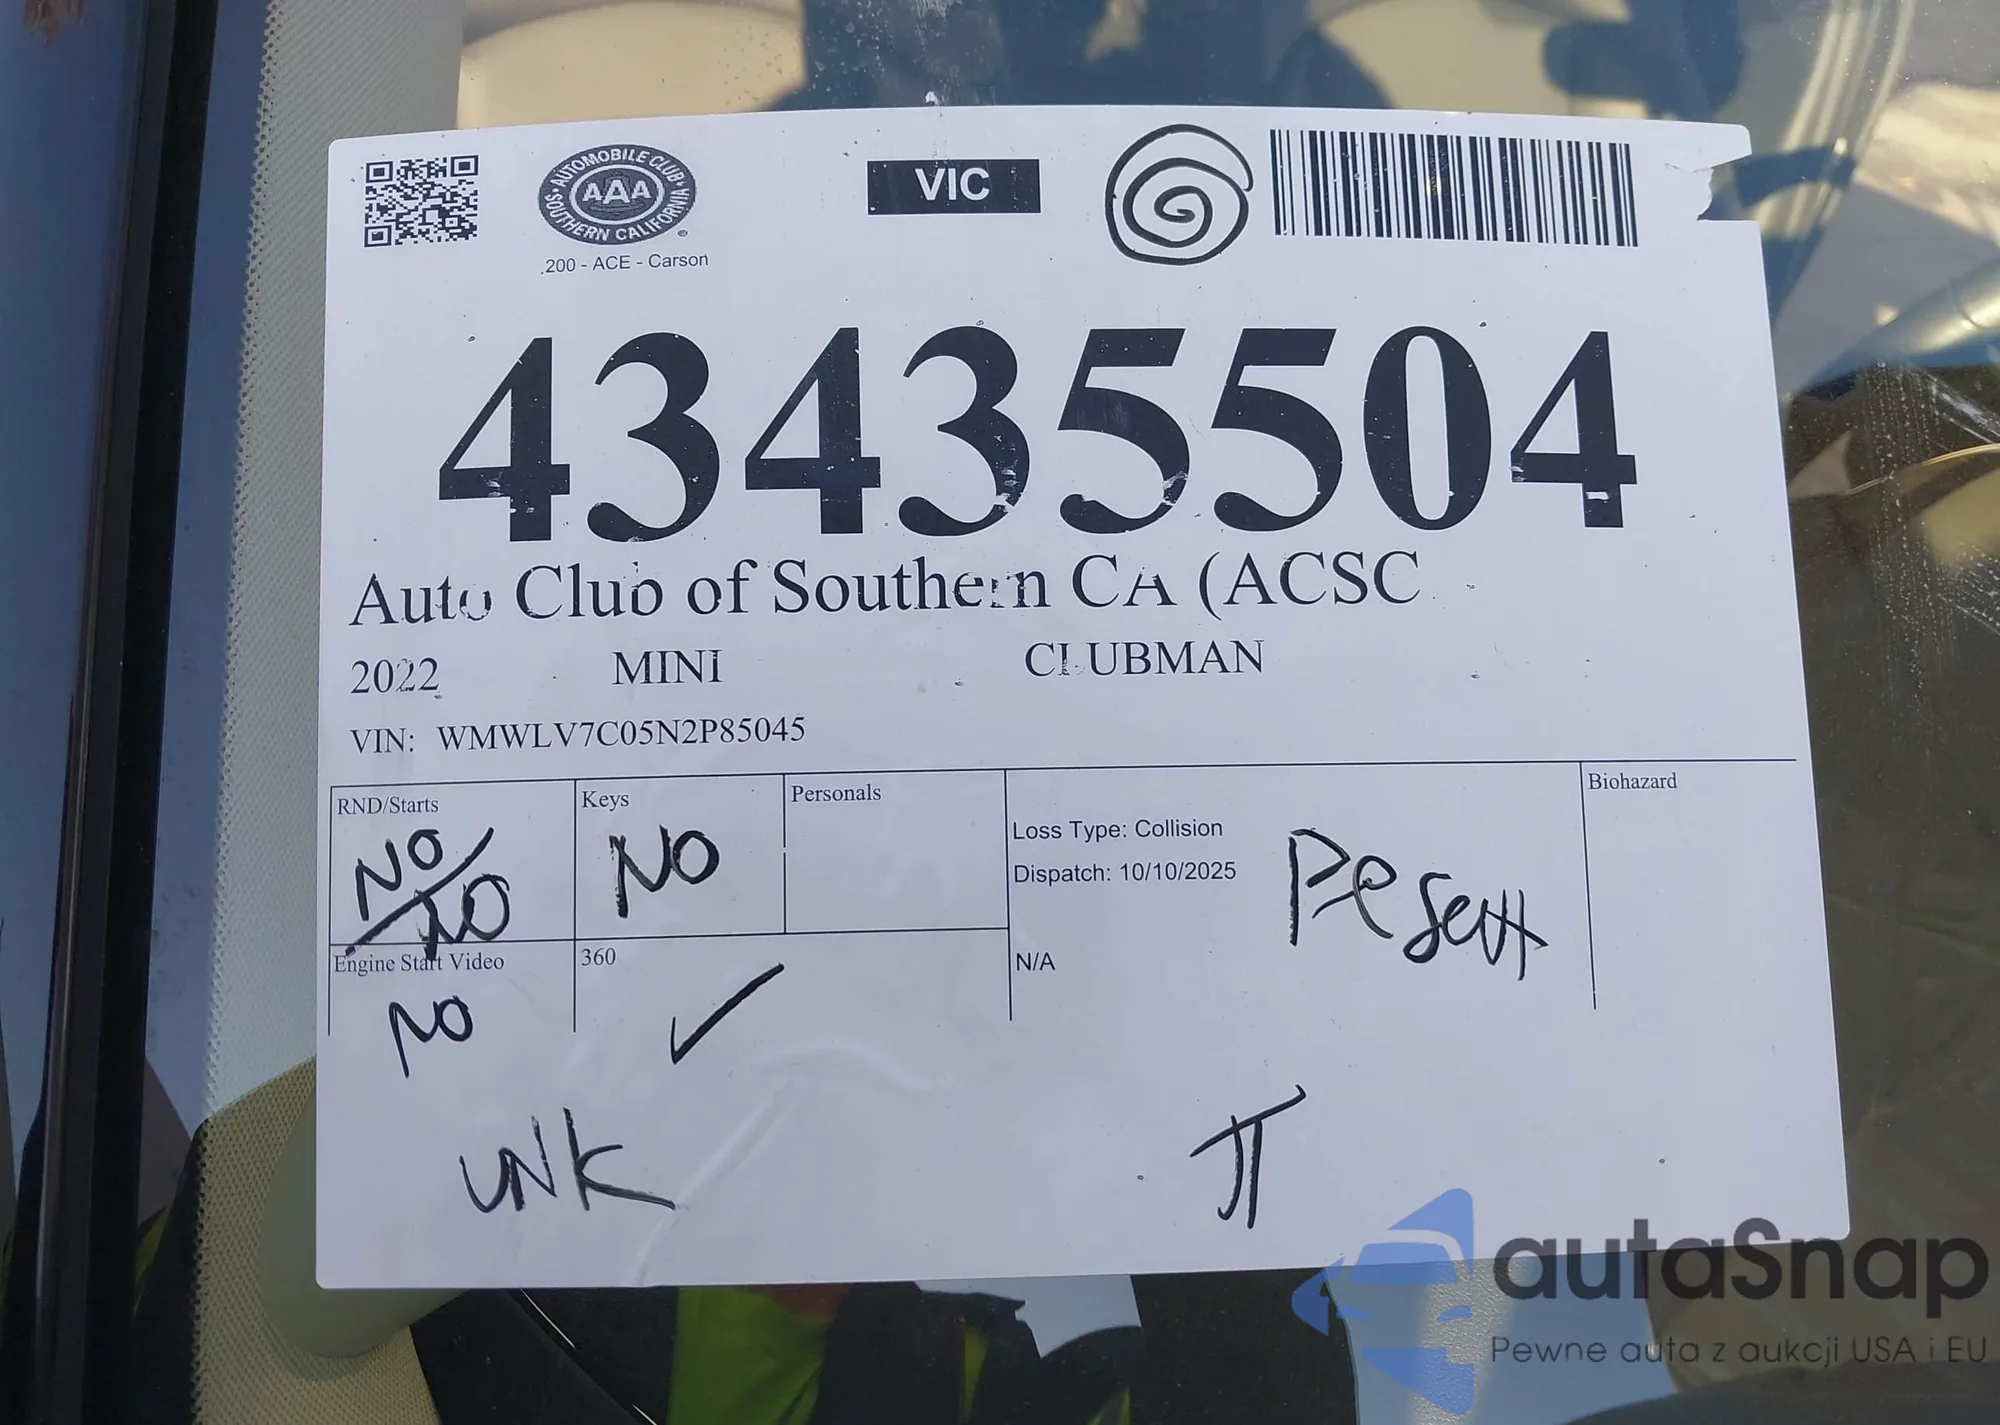 AUTOMOBILE CLUB
AAA
SOUTHERN CALIFORNIA
®
200 - ACE - Carson
VIC
43435504
Auto Club of Southern CA (ACSC
2022 MINI CLUBMAN
VIN: WMWLV7C05N2P85045
RND/Starts
NO/NO
Keys
NO
Personals
Loss Type: Collision
Dispatch: 10/10/2025
N/A
Biohazard
Engine Start Video
NO
360
✓
UNK
autaSnap
Pewne auta z aukcji USA i EU